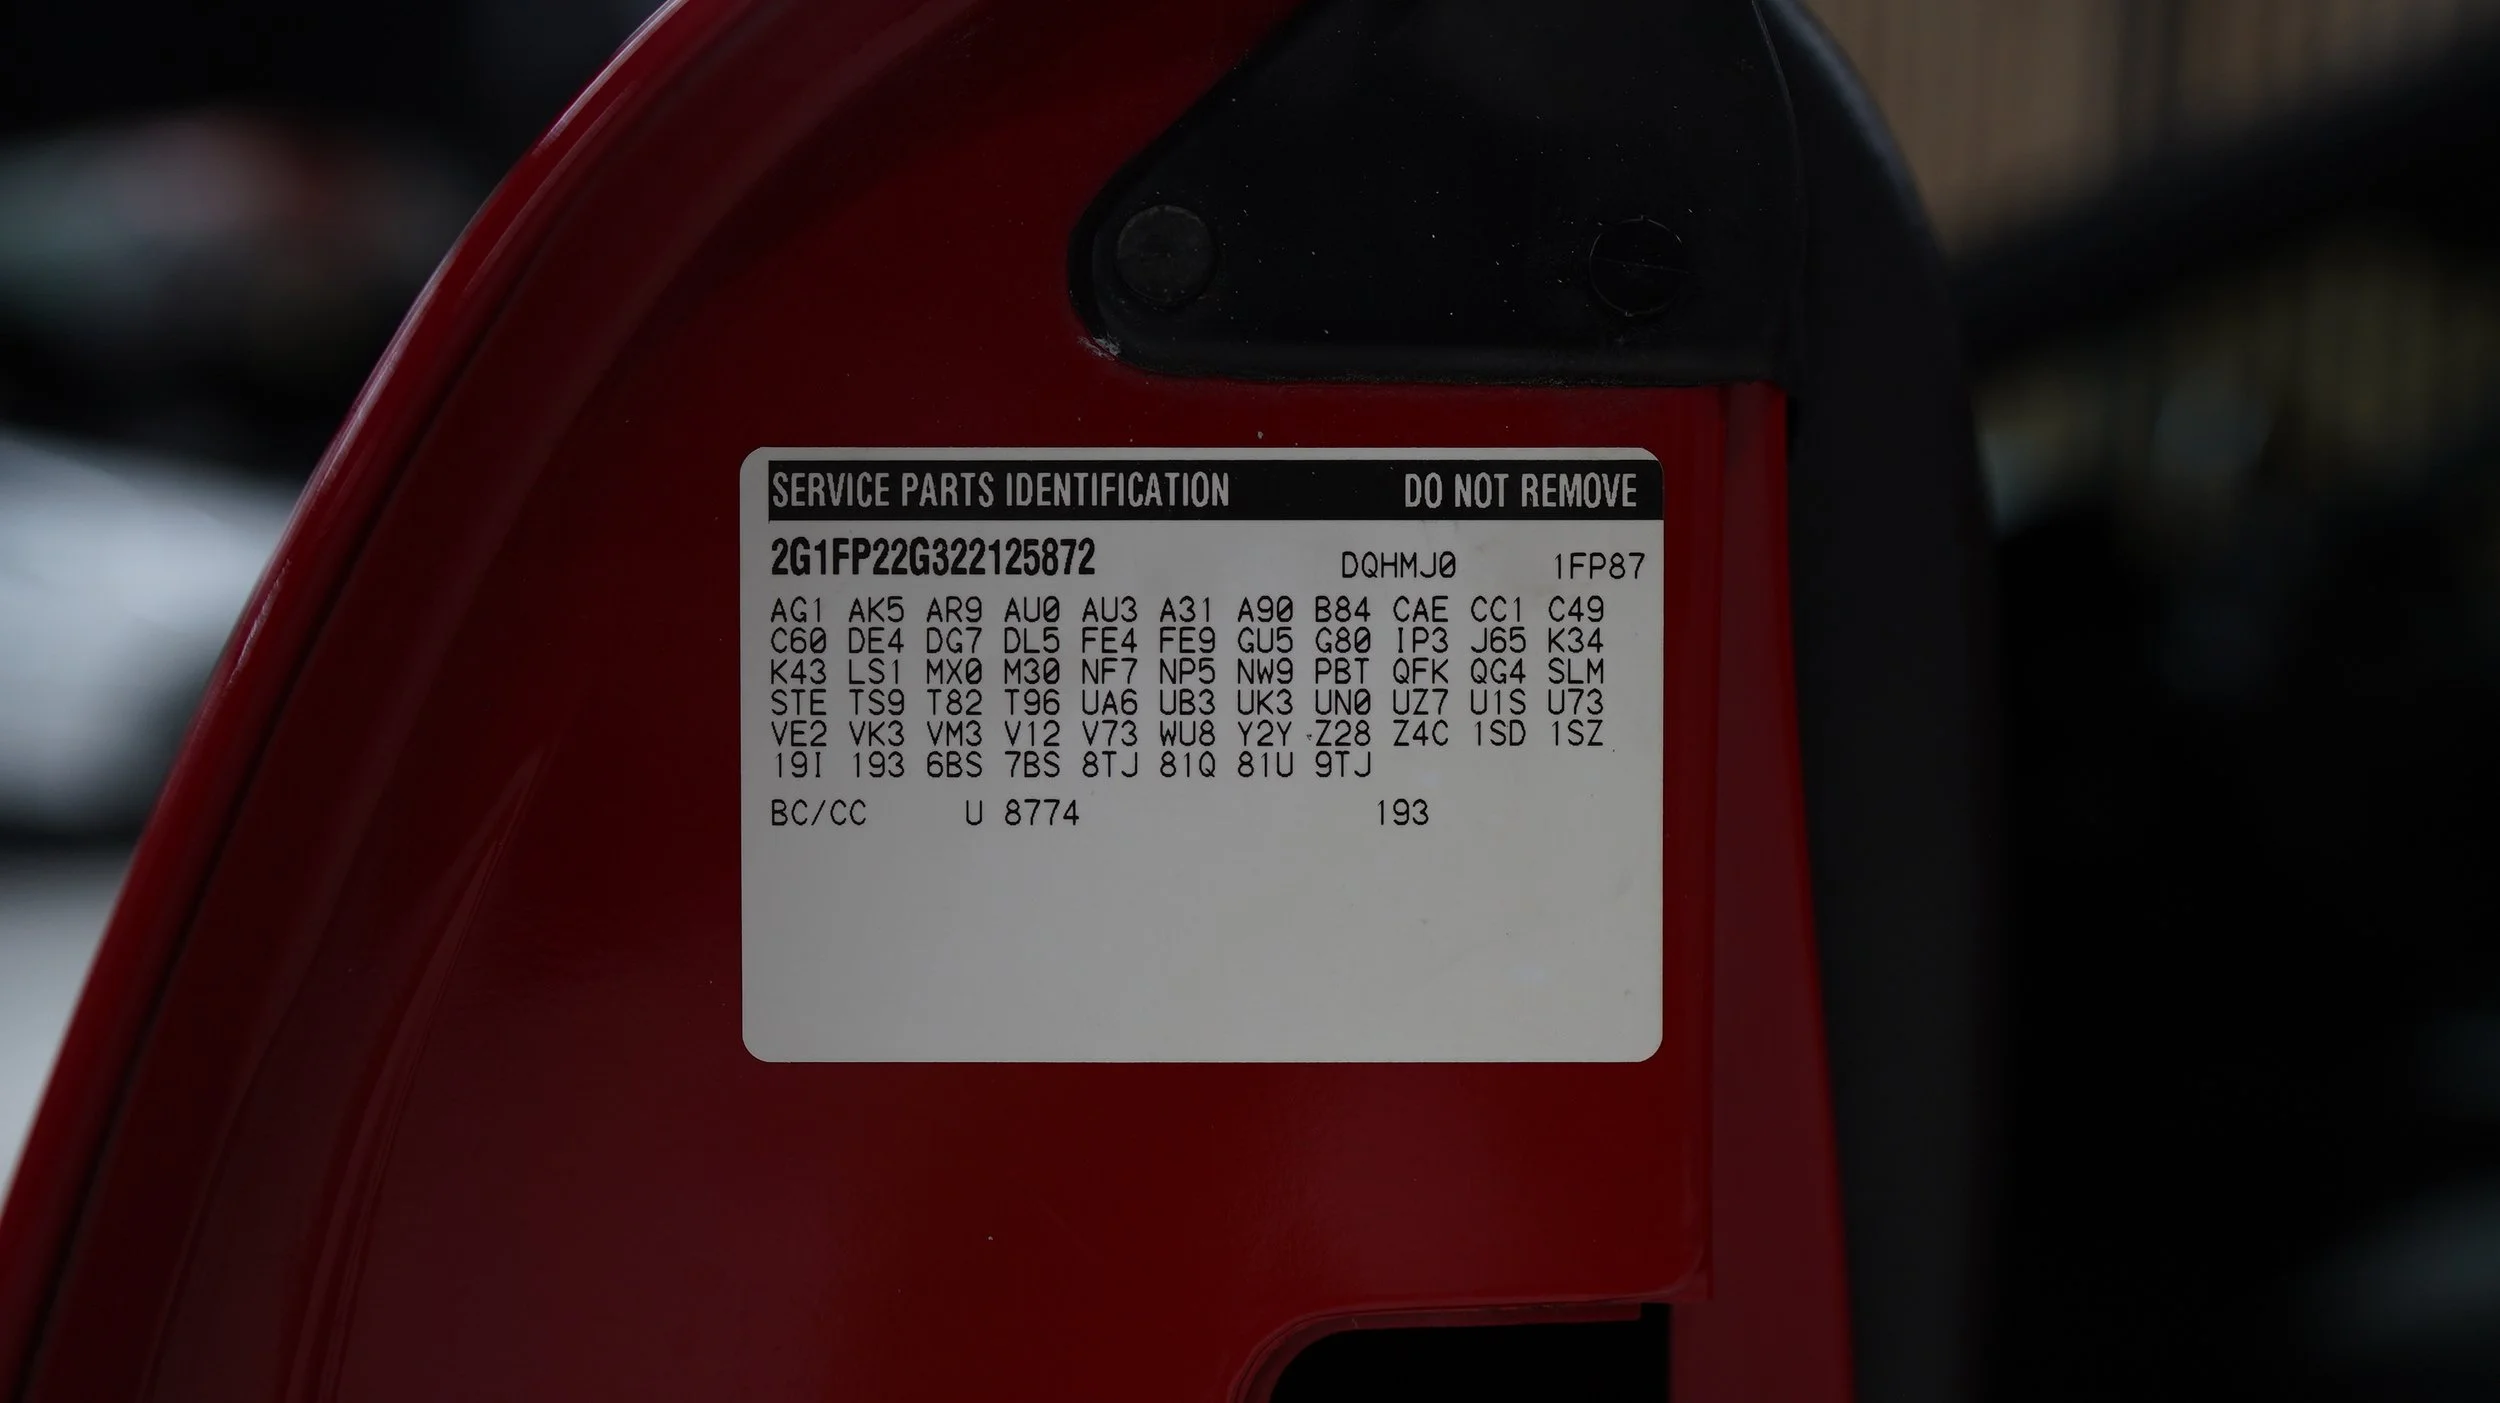 SERVICE PARTS IDENTIFICATION DO NOT REMOVE
2G1FP22G322125872 DQHMJ0 1FP87
AG1 AK5 AR9 AU0 AU3 A31 A90 B84 CAE CC1 C49
C60 DE4 DG7 DL5 FE4 FE9 GU5 G80 IP3 J65 K34
K43 LS1 MX0 M30 NF7 NP5 NW9 PBT QFK QG4 SLM
STE TS9 T82 T96 UA6 UB3 UK3 UN0 UZ7 U1S U73
VE2 VK3 VM3 V12 V73 WU8 Y2Y Z28 Z4C 1SD 1SZ
19I 193 6BS 7BS 8TJ 81Q 81U 9TJ
BC/CC U 8774 193